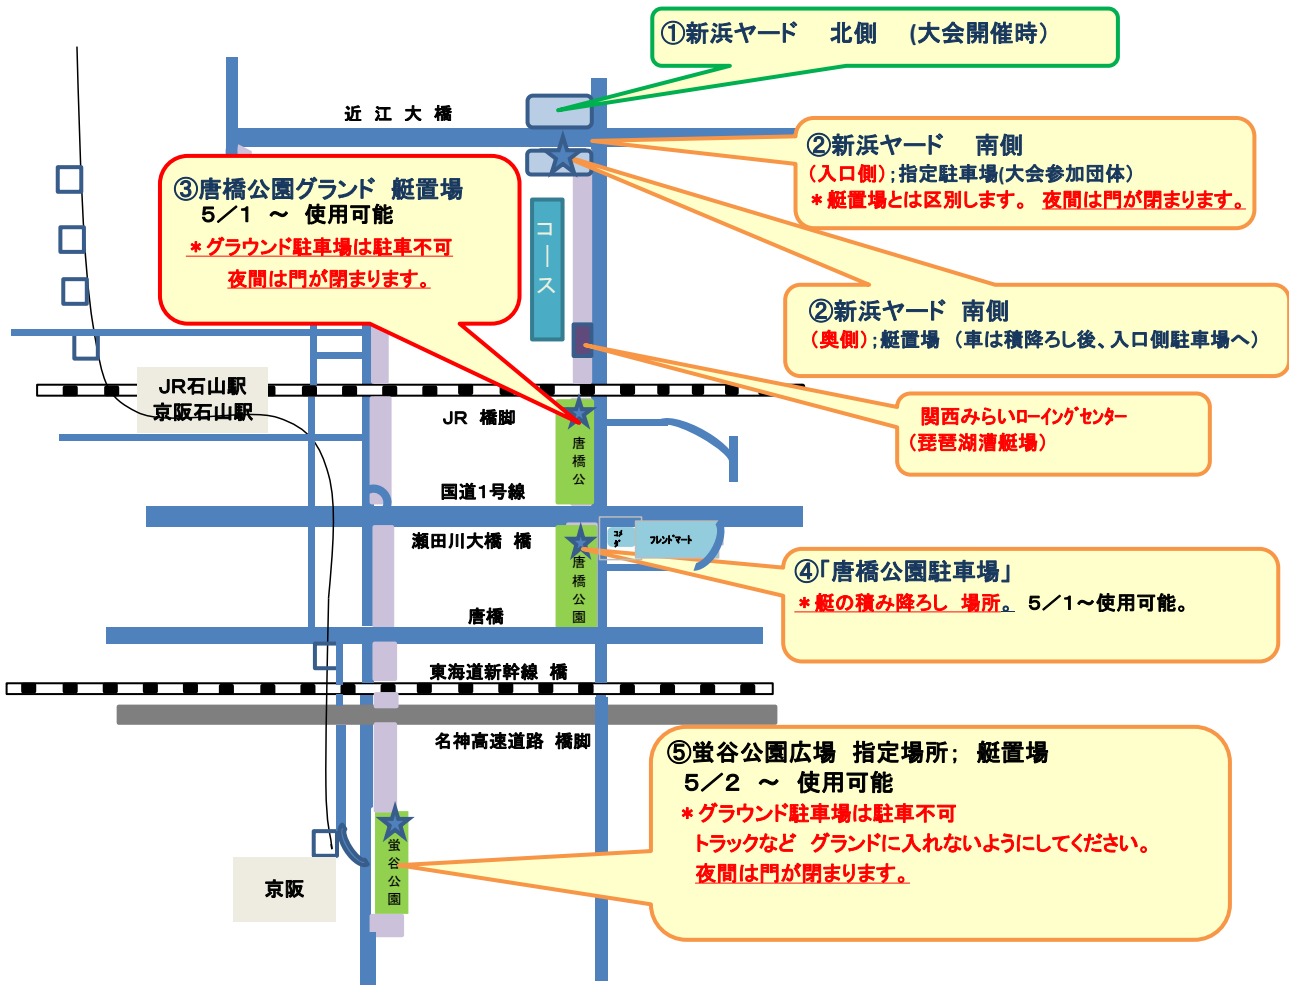 ①新浜ヤード　北側　(大会開催時)
近 江 大 橋
②新浜ヤード　南側
(入口側);指定駐車場(大会参加団体)
＊艇置場とは区別します。 夜間は門が閉まります。
③唐橋公園グランド 艇置場
５／１ ～ 使用可能
＊グラウンド駐車場は駐車不可
夜間は門が閉まります。
コース
②新浜ヤード 南側
(奥側);艇置場 (車は積降ろし後、入口側駐車場へ)
JR石山駅
京阪石山駅
JR 橋脚
関西みらいローイングセンター
(琵琶湖漕艇場)
唐橋公
国道１号線
瀬田川大橋 橋
コメダ
フレンドマート
唐橋公園
④「唐橋公園駐車場」
＊艇の積み降ろし 場所。 ５／１～使用可能。
唐橋
東海道新幹線 橋
名神高速道路 橋脚
⑤蛍谷公園広場 指定場所； 艇置場
５／２ ～ 使用可能
＊グラウンド駐車場は駐車不可
トラックなど グランドに入れないようにしてください。
夜間は門が閉まります。
蛍谷公園
京阪